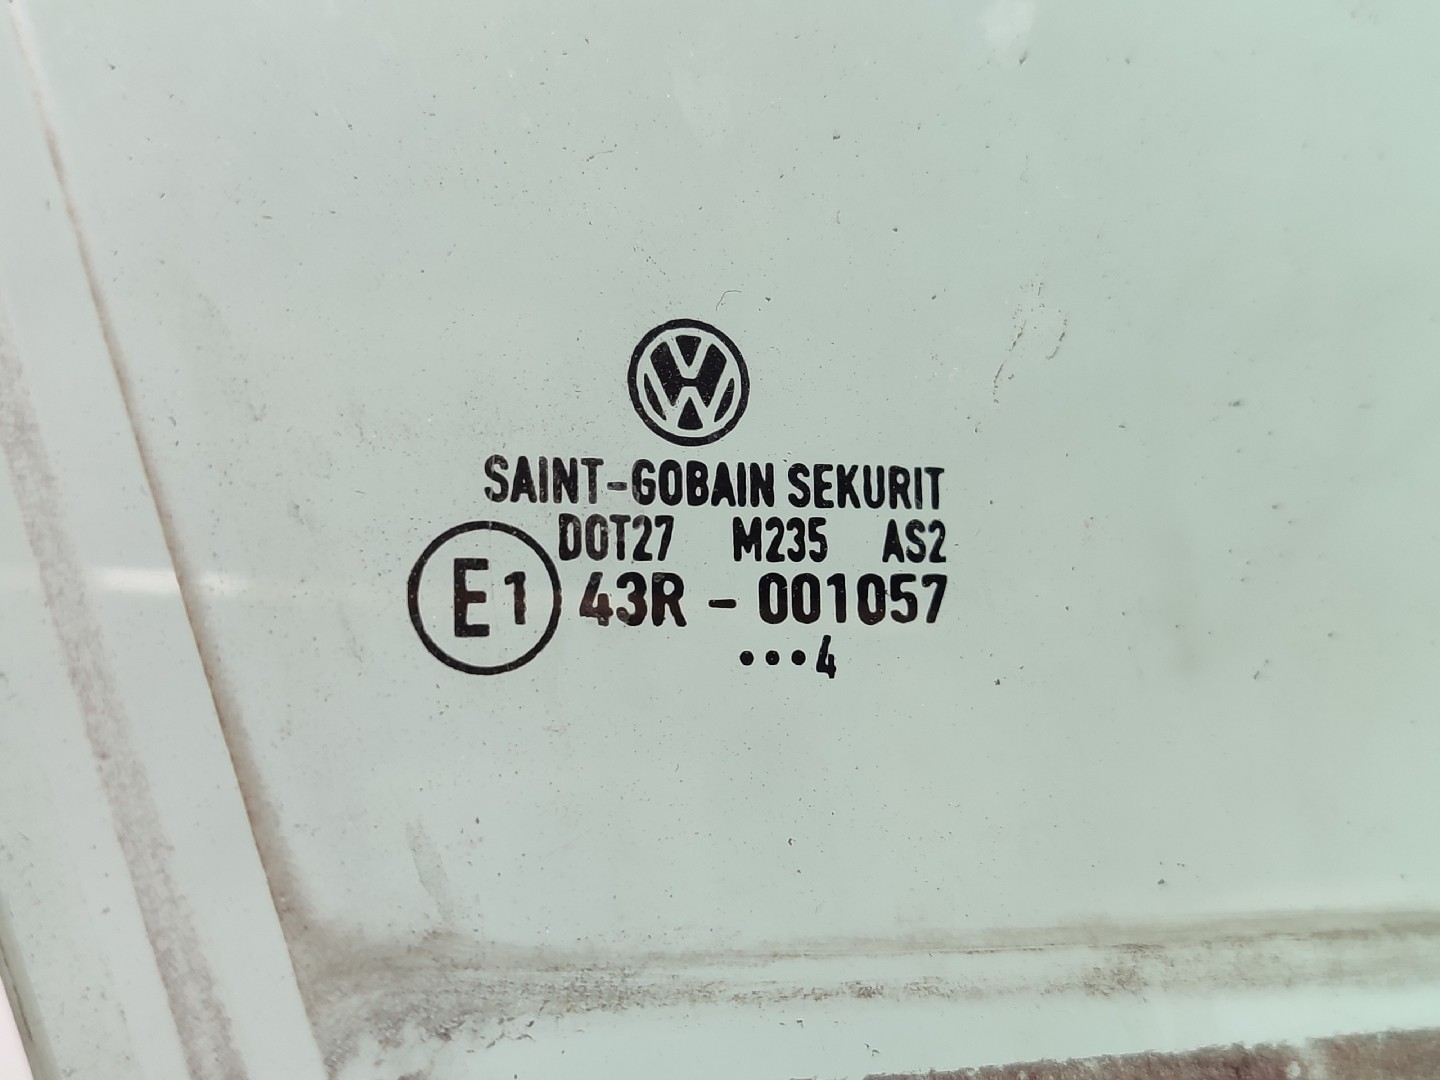 SAINT-GOBAIN SEKURIT
DOT27 M235 AS2
E1 43R - 001057
•••4